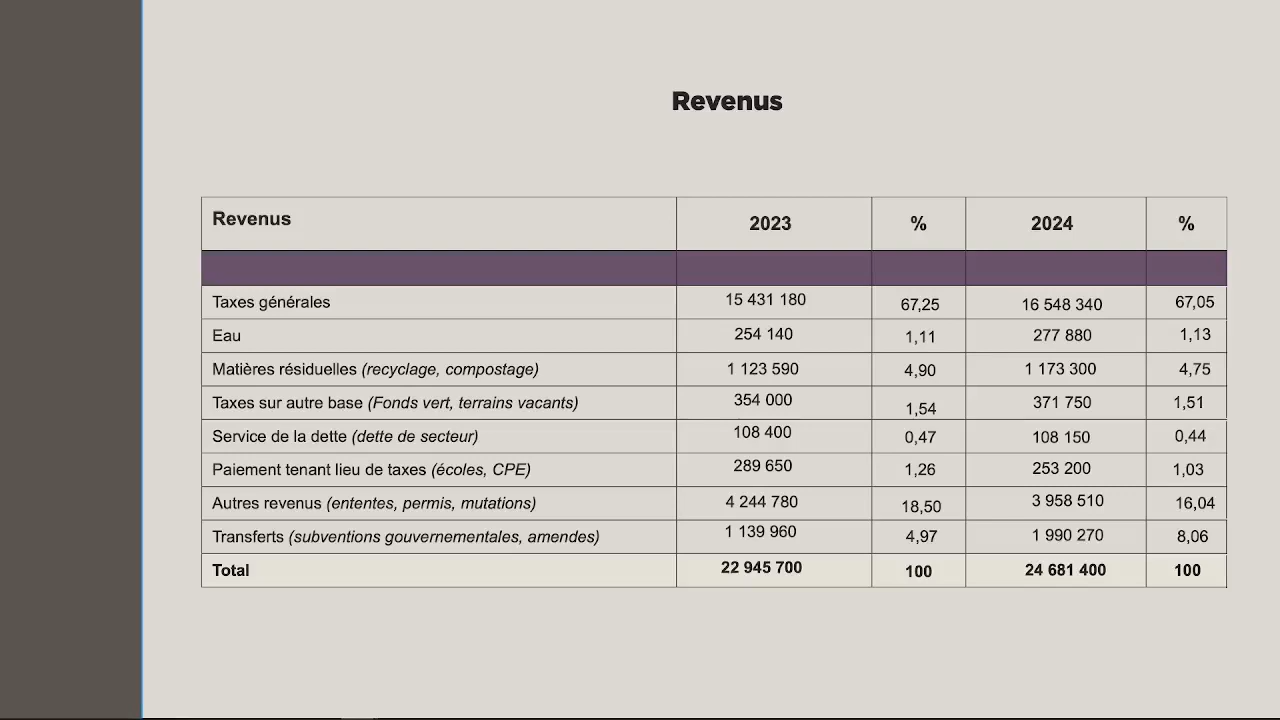 Revenus
Revenus 2023 % 2024 %
Taxes générales 15 431 180 67,25 16 548 340 67,05
Eau 254 140 1,11 277 880 1,13
Matières résiduelles (recyclage, compostage) 1 123 590 4,90 1 173 300 4,75
Taxes sur autre base (Fonds vert, terrains vacants) 354 000 1,54 371 750 1,51
Service de la dette (dette de secteur) 108 400 0,47 108 150 0,44
Paiement tenant lieu de taxes (écoles, CPE) 289 650 1,26 253 200 1,03
Autres revenus (ententes, permis, mutations) 4 244 780 18,50 3 958 510 16,04
Transferts (subventions gouvernementales, amendes) 1 139 960 4,97 1 990 270 8,06
Total 22 945 700 100 24 681 400 100